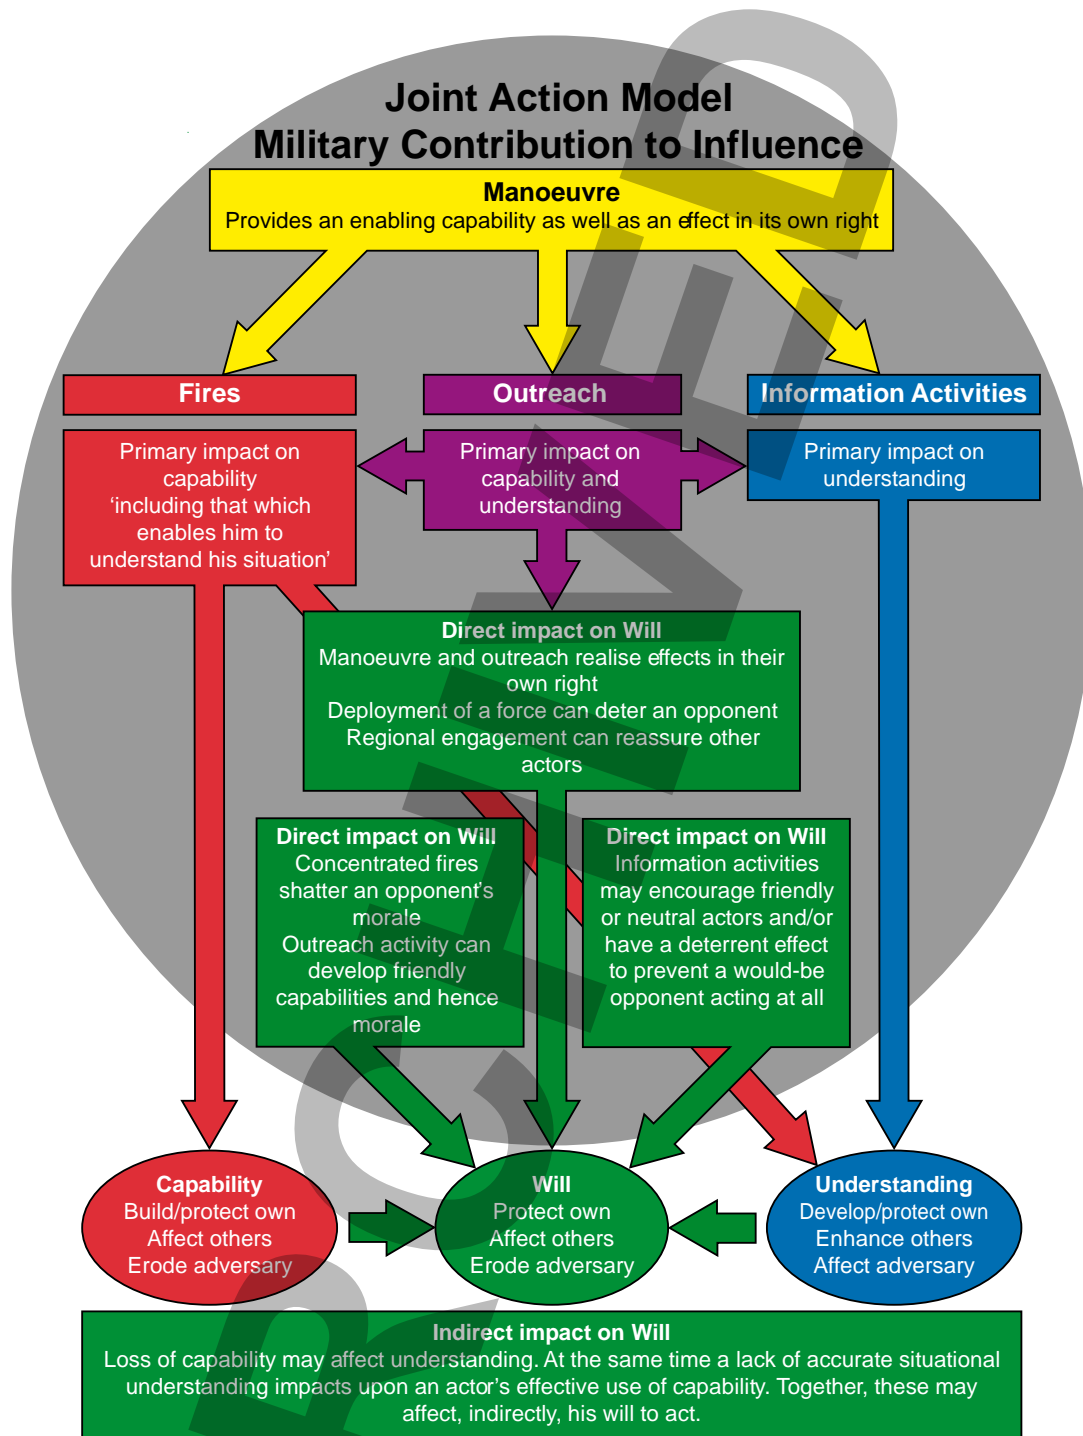 Joint Action Model
Military Contribution to Influence
Manoeuvre
Provides an enabling capability as well as an effect in its own right
Fires
Outreach
Information Activities
Primary impact on
capability
‘including that which
enables him to
understand his situation’
Primary impact on
capability and
understanding
Primary impact on
understanding
Direct impact on Will
Manoeuvre and outreach realise effects in their
own right
Deployment of a force can deter an opponent
Regional engagement can reassure other
actors
Direct impact on Will
Concentrated fires
shatter an opponent's
morale
Outreach activity can
develop friendly
capabilities and hence
morale
Direct impact on Will
Information activities
may encourage friendly
or neutral actors and/or
have a deterrent effect
to prevent a would-be
opponent acting at all
Capability
Build/protect own
Affect others
Erode adversary
Will
Protect own
Affect others
Erode adversary
Understanding
Develop/protect own
Enhance others
Affect adversary
Indirect impact on Will
Loss of capability may affect understanding. At the same time a lack of accurate situational
understanding impacts upon an actor's effective use of capability. Together, these may
affect, indirectly, his will to act.
RCHIVED